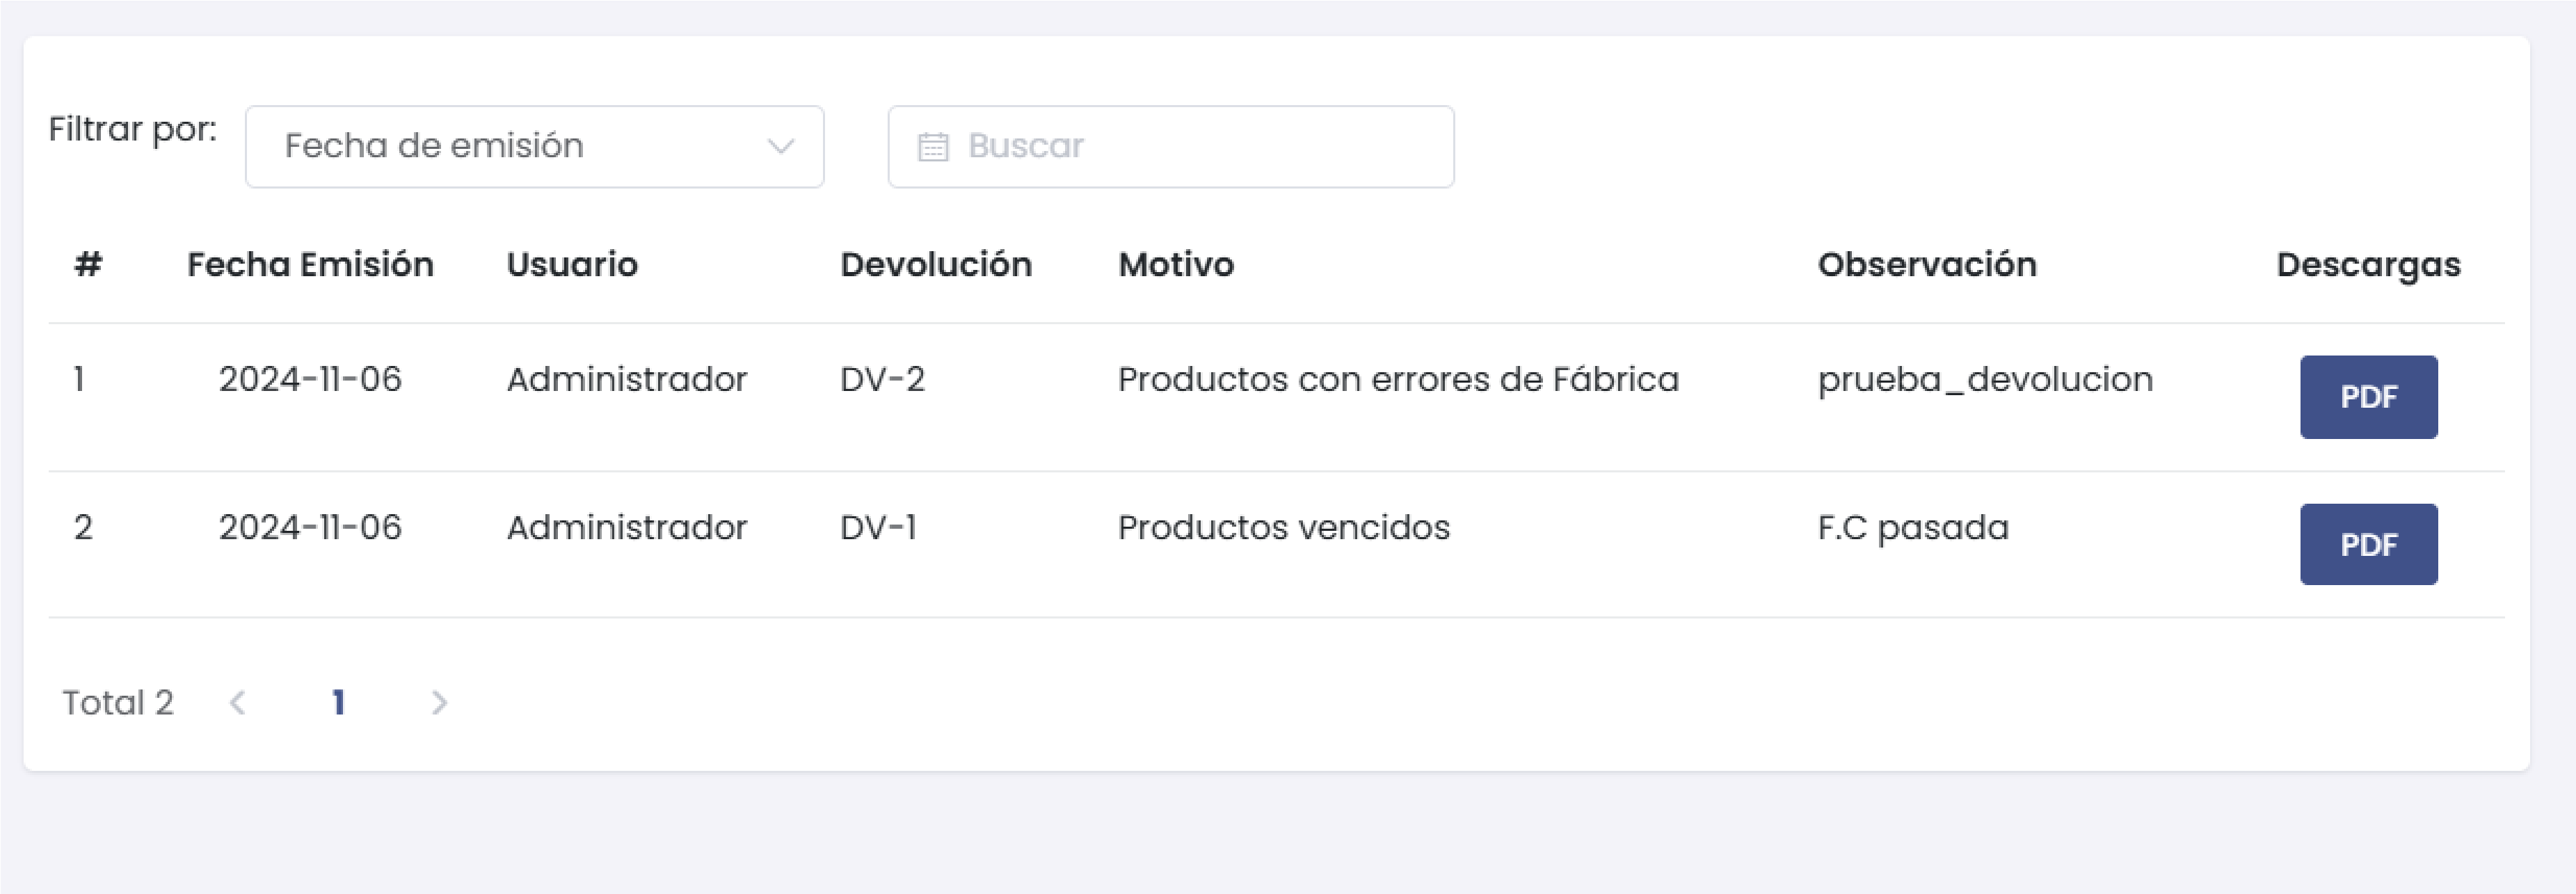 Filtrar por: Fecha de emisión Buscar
# Fecha Emisión Usuario Devolución Motivo Observación Descargas
1 2024-11-06 Administrador DV-2 Productos con errores de Fábrica prueba_devolucion PDF
2 2024-11-06 Administrador DV-1 Productos vencidos F.C pasada PDF
Total 2 < 1 >